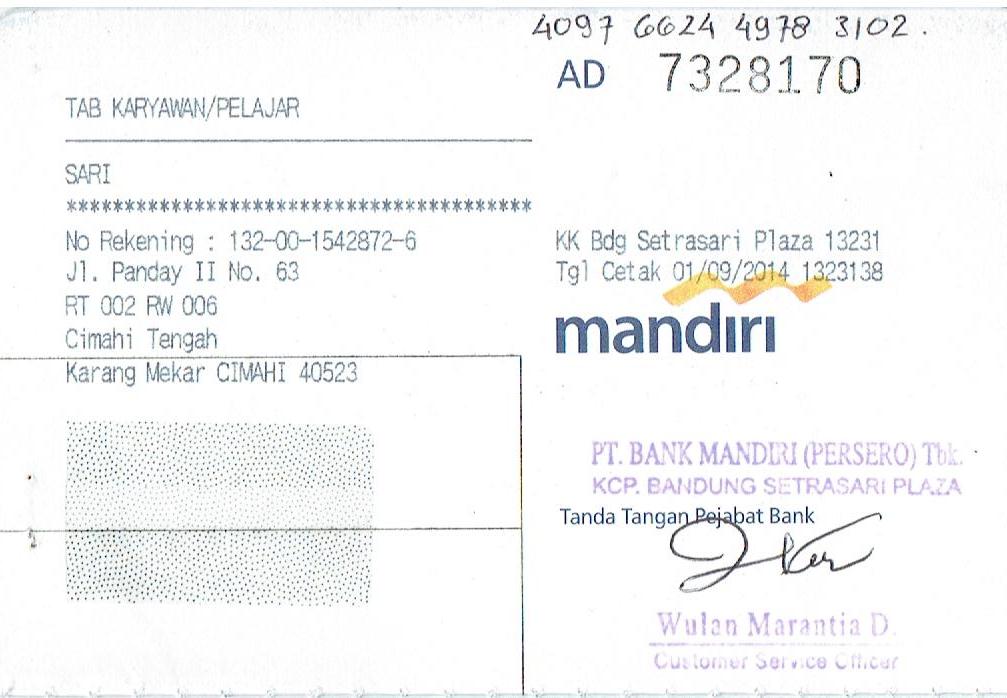 4097 6624 4978 3102.
AD 7328170
TAB KARYAWAN/PELAJAR
SARI
****************************************
No Rekening : 132-00-1542872-6
Jl. Panday II No. 63
RT 002 RW 006
Cimahi Tengah
Karang Mekar CIMAHI 40523
KK Bdg Setrasari Plaza 13231
Tgl Cetak 01/09/2014 1323138
mandiri
PT. BANK MANDIRI (PERSERO) Tbk.
KCP. BANDUNG SETRASARI PLAZA
Tanda Tangan Pejabat Bank
Wulan Marantia D.
Customer Service Officer